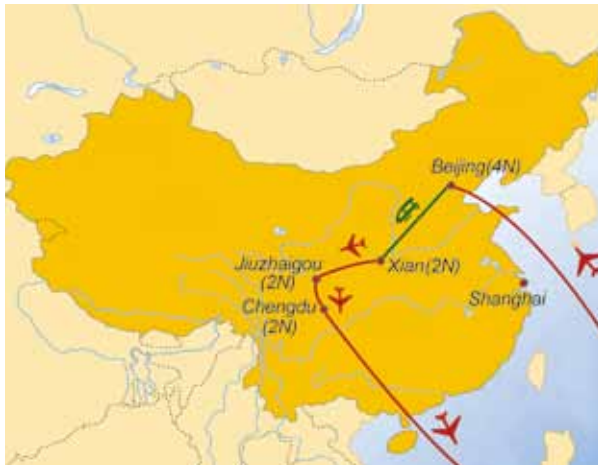 Beijing(4N)
Xian(2N)
Jiuzhaigou
(2N)
Shanghai
Chengdu
(2N)